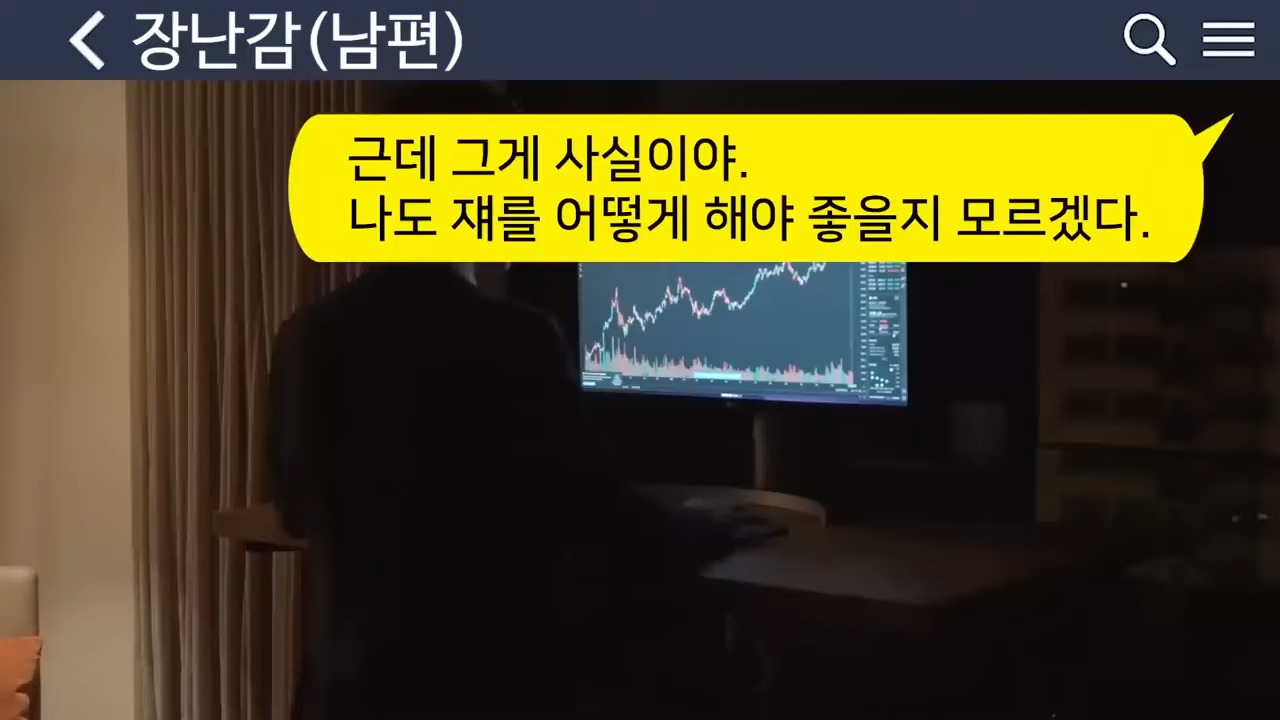 장난감(남편)
근데 그게 사실이야.
나도 쟤를 어떻게 해야 좋을지 모르겠다.